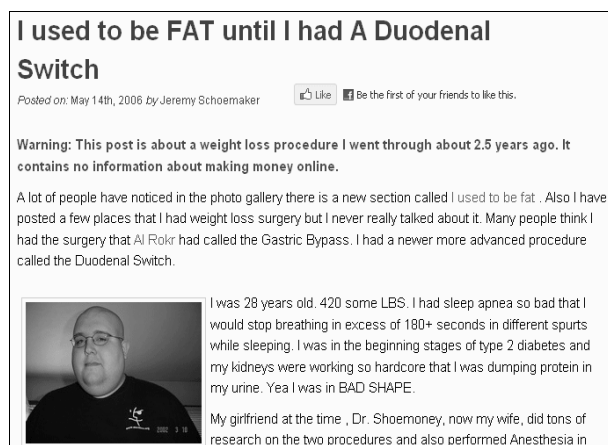 I used to be FAT until I had A Duodenal
Switch
Posted on: May 14th, 2006 by Jeremy Schoemaker
Like
Be the first of your friends to like this.
Warning: This post is about a weight loss procedure I went through about 2.5 years ago. It
contains no information about making money online.
A lot of people have noticed in the photo gallery there is a new section called I used to be fat . Also I have
posted a few places that I had weight loss surgery but I never really talked about it. Many people think I
had the surgery that Al Rokr had called the Gastric Bypass. I had a newer more advanced procedure
called the Duodenal Switch.
I was 28 years old. 420 some LBS. I had sleep apnea so bad that I
would stop breathing in excess of 180+ seconds in different spurts
while sleeping. I was in the beginning stages of type 2 diabetes and
my kidneys were working so hardcore that I was dumping protein in
my urine. Yea I was in BAD SHAPE.
2002 3 16
My girlfriend at the time , Dr. Shoemoney, now my wife, did tons of
research on the two procedures and also performed Anesthesia in